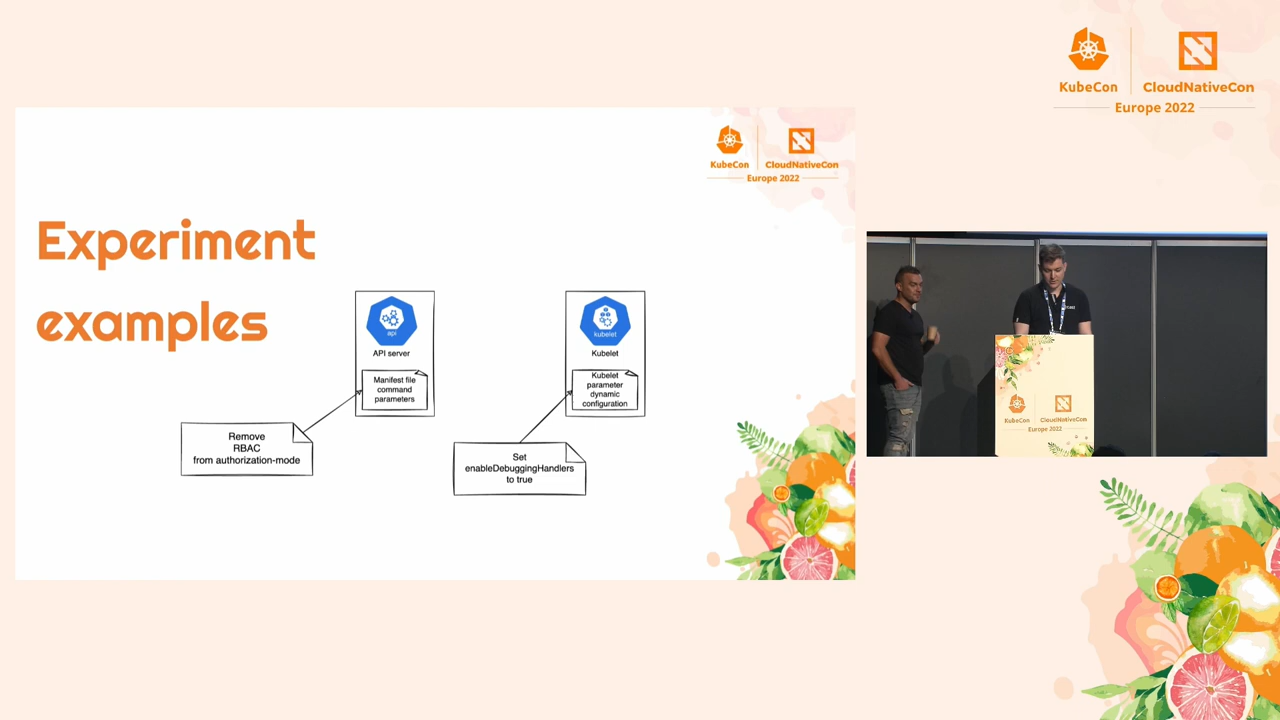 KubeCon
CloudNativeCon
Europe 2022
KubeCon
CloudNativeCon
Europe 2022
Experiment
examples
api
API server
Manifest file
command
parameters
Remove
RBAC
from authorization-mode
kubelet
Kubelet
Kubelet
parameter
dynamic
configuration
Set
enableDebuggingHandlers
to true
KubeCon
CloudNativeCon
Europe 2022